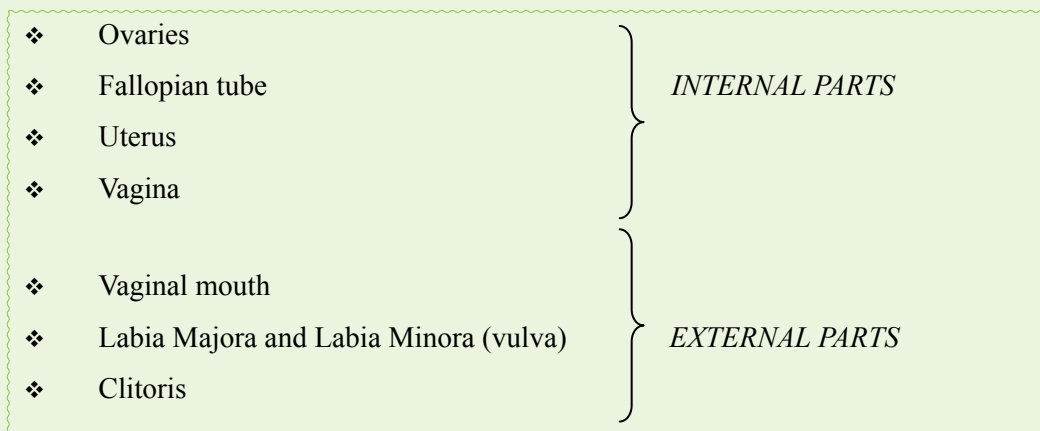 ❖ Ovaries
❖ Fallopian tube INTERNAL PARTS
❖ Uterus
❖ Vagina
❖ Vaginal mouth
❖ Labia Majora and Labia Minora (vulva) EXTERNAL PARTS
❖ Clitoris